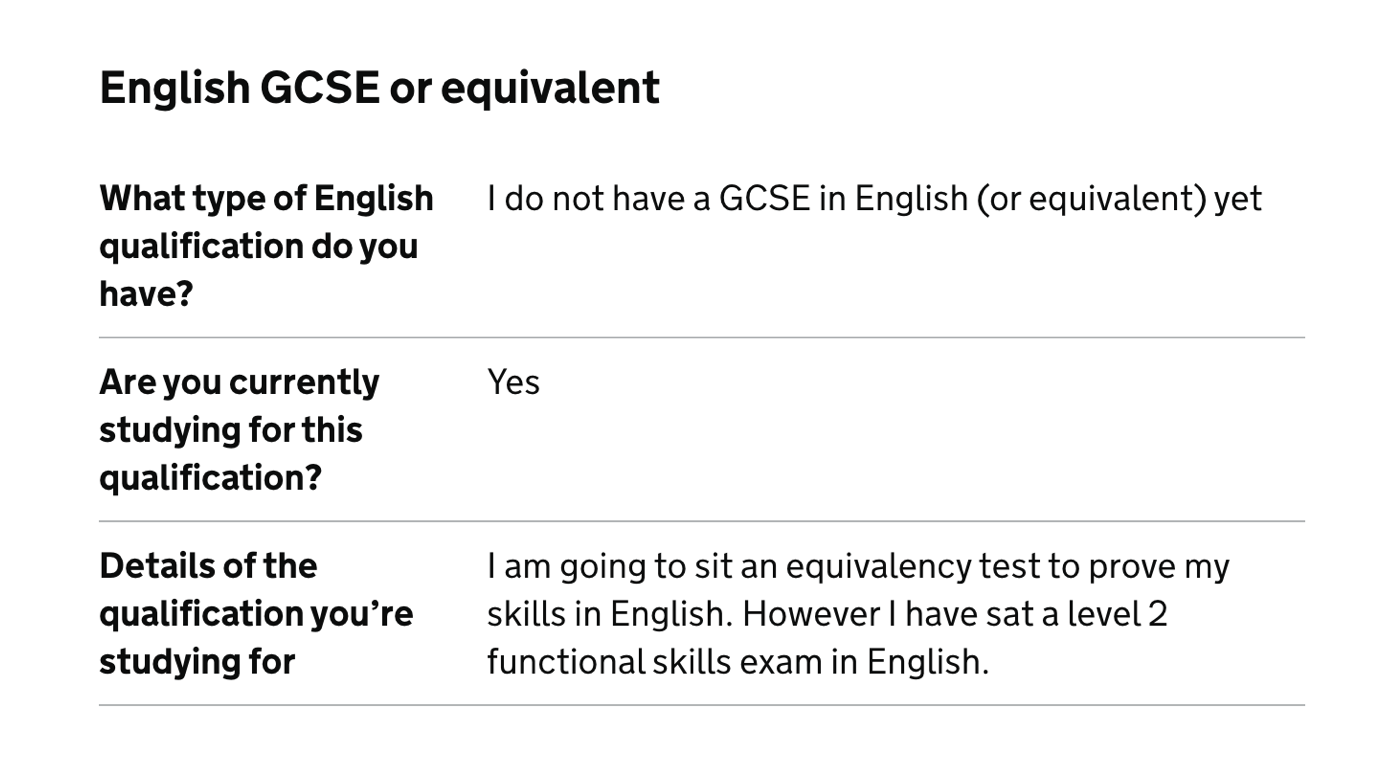 English GCSE or equivalent
What type of English
qualification do you
have?
I do not have a GCSE in English (or equivalent) yet
Are you currently
studying for this
qualification?
Yes
Details of the
qualification you’re
studying for
I am going to sit an equivalency test to prove my
skills in English. However I have sat a level 2
functional skills exam in English.